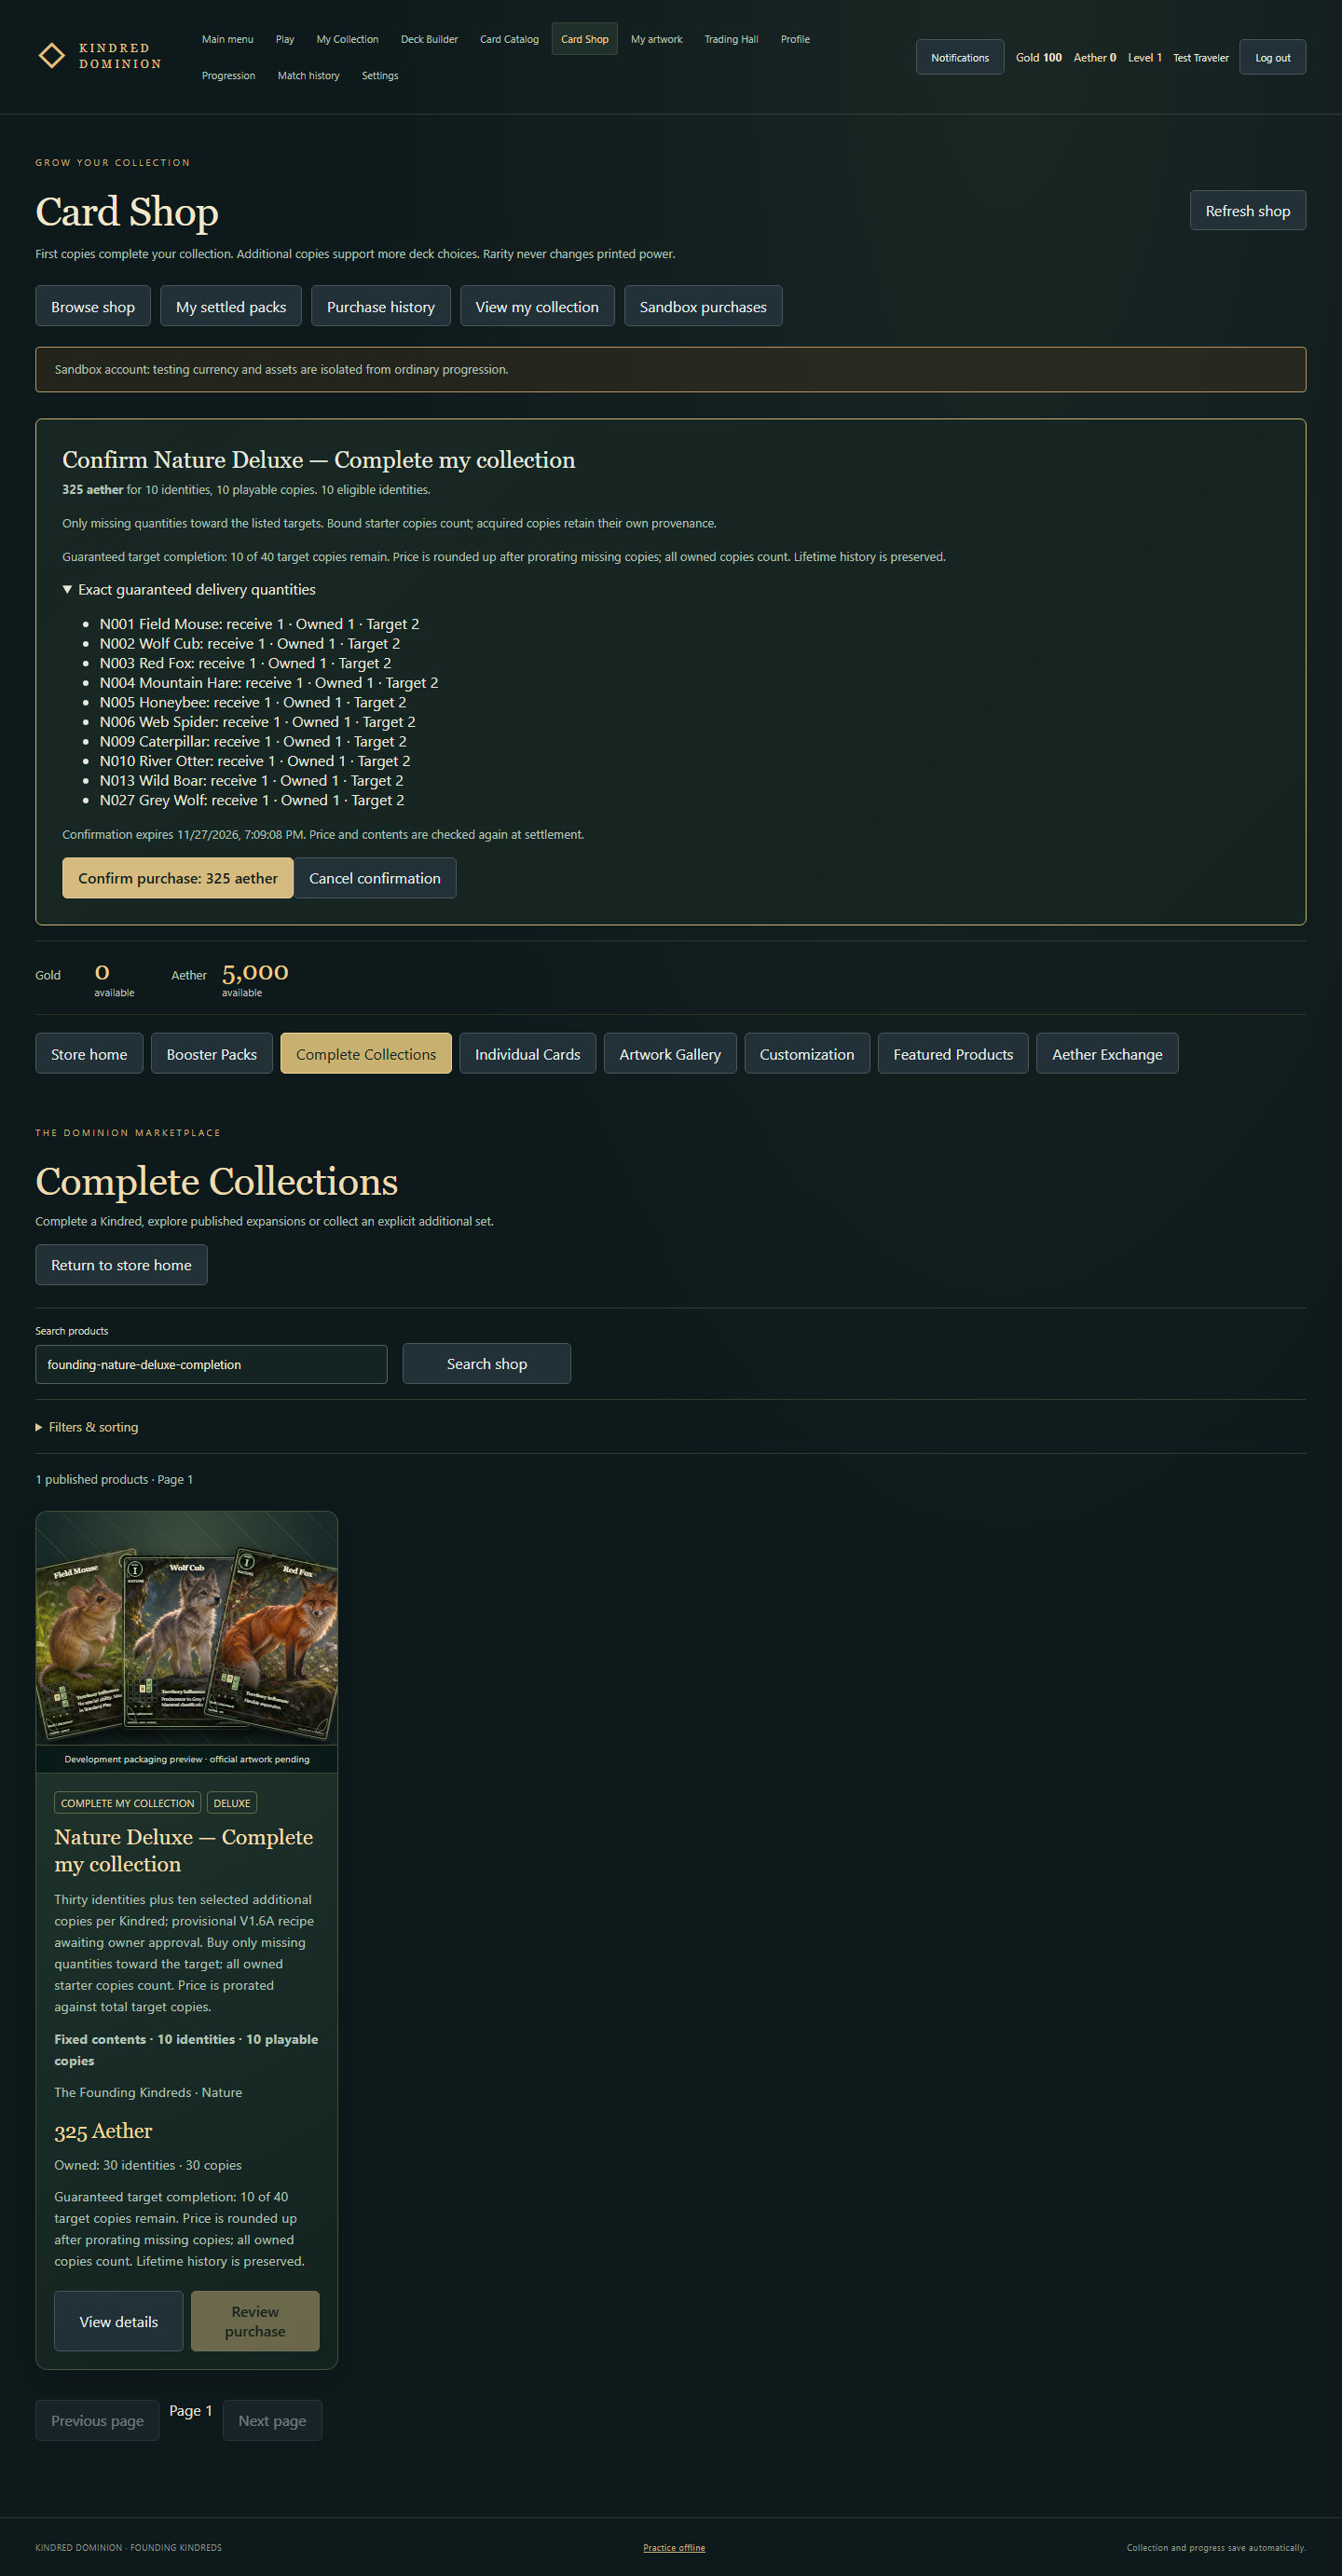 KINDRED
DOMINION
Main menu
Play
My Collection
Deck Builder
Card Catalog
Card Shop
My artwork
Trading Hall
Profile
Progression
Match history
Settings
Notifications
Gold 100
Aether 0
Level 1
Test Traveler
Log out
GROW YOUR COLLECTION
Card Shop
Refresh shop
First copies complete your collection. Additional copies support more deck choices. Rarity never changes printed power.
Browse shop
My settled packs
Purchase history
View my collection
Sandbox purchases
Sandbox account: testing currency and assets are isolated from ordinary progression.
Confirm Nature Deluxe — Complete my collection
325 aether for 10 identities, 10 playable copies. 10 eligible identities.
Only missing quantities toward the listed targets. Bound starter copies count; acquired copies retain their own provenance.
Guaranteed target completion: 10 of 40 target copies remain. Price is rounded up after prorating missing copies; all owned copies count. Lifetime history is preserved.
▼ Exact guaranteed delivery quantities
• N001 Field Mouse: receive 1 · Owned 1 · Target 2
• N002 Wolf Cub: receive 1 · Owned 1 · Target 2
• N003 Red Fox: receive 1 · Owned 1 · Target 2
• N004 Mountain Hare: receive 1 · Owned 1 · Target 2
• N005 Honeybee: receive 1 · Owned 1 · Target 2
• N006 Web Spider: receive 1 · Owned 1 · Target 2
• N009 Caterpillar: receive 1 · Owned 1 · Target 2
• N010 River Otter: receive 1 · Owned 1 · Target 2
• N013 Wild Boar: receive 1 · Owned 1 · Target 2
• N027 Grey Wolf: receive 1 · Owned 1 · Target 2
Confirmation expires 11/27/2026, 7:09:08 PM. Price and contents are checked again at settlement.
Confirm purchase: 325 aether
Cancel confirmation
Gold 0 available
Aether 5,000 available
Store home
Booster Packs
Complete Collections
Individual Cards
Artwork Gallery
Customization
Featured Products
Aether Exchange
THE DOMINION MARKETPLACE
Complete Collections
Complete a Kindred, explore published expansions or collect an explicit additional set.
Return to store home
Search products
founding-nature-deluxe-completion
Search shop
▶ Filters & sorting
1 published products · Page 1
Field Mouse
Wolf Cub
Red Fox
Development packaging preview · official artwork pending
COMPLETE MY COLLECTION
DELUXE
Nature Deluxe — Complete
my collection
Thirty identities plus ten selected additional
copies per Kindred; provisional V1.6A recipe
awaiting owner approval. Buy only missing
quantities toward the target; all owned
starter copies count. Price is prorated
against total target copies.
Fixed contents · 10 identities · 10 playable
copies
The Founding Kindreds · Nature
325 Aether
Owned: 30 identities · 30 copies
Guaranteed target completion: 10 of 40
target copies remain. Price is rounded up
after prorating missing copies; all owned
copies count. Lifetime history is preserved.
View details
Review
purchase
Previous page
Page 1
Next page
KINDRED DOMINION · FOUNDING KINDREDS
Practice offline
Collection and progress save automatically.